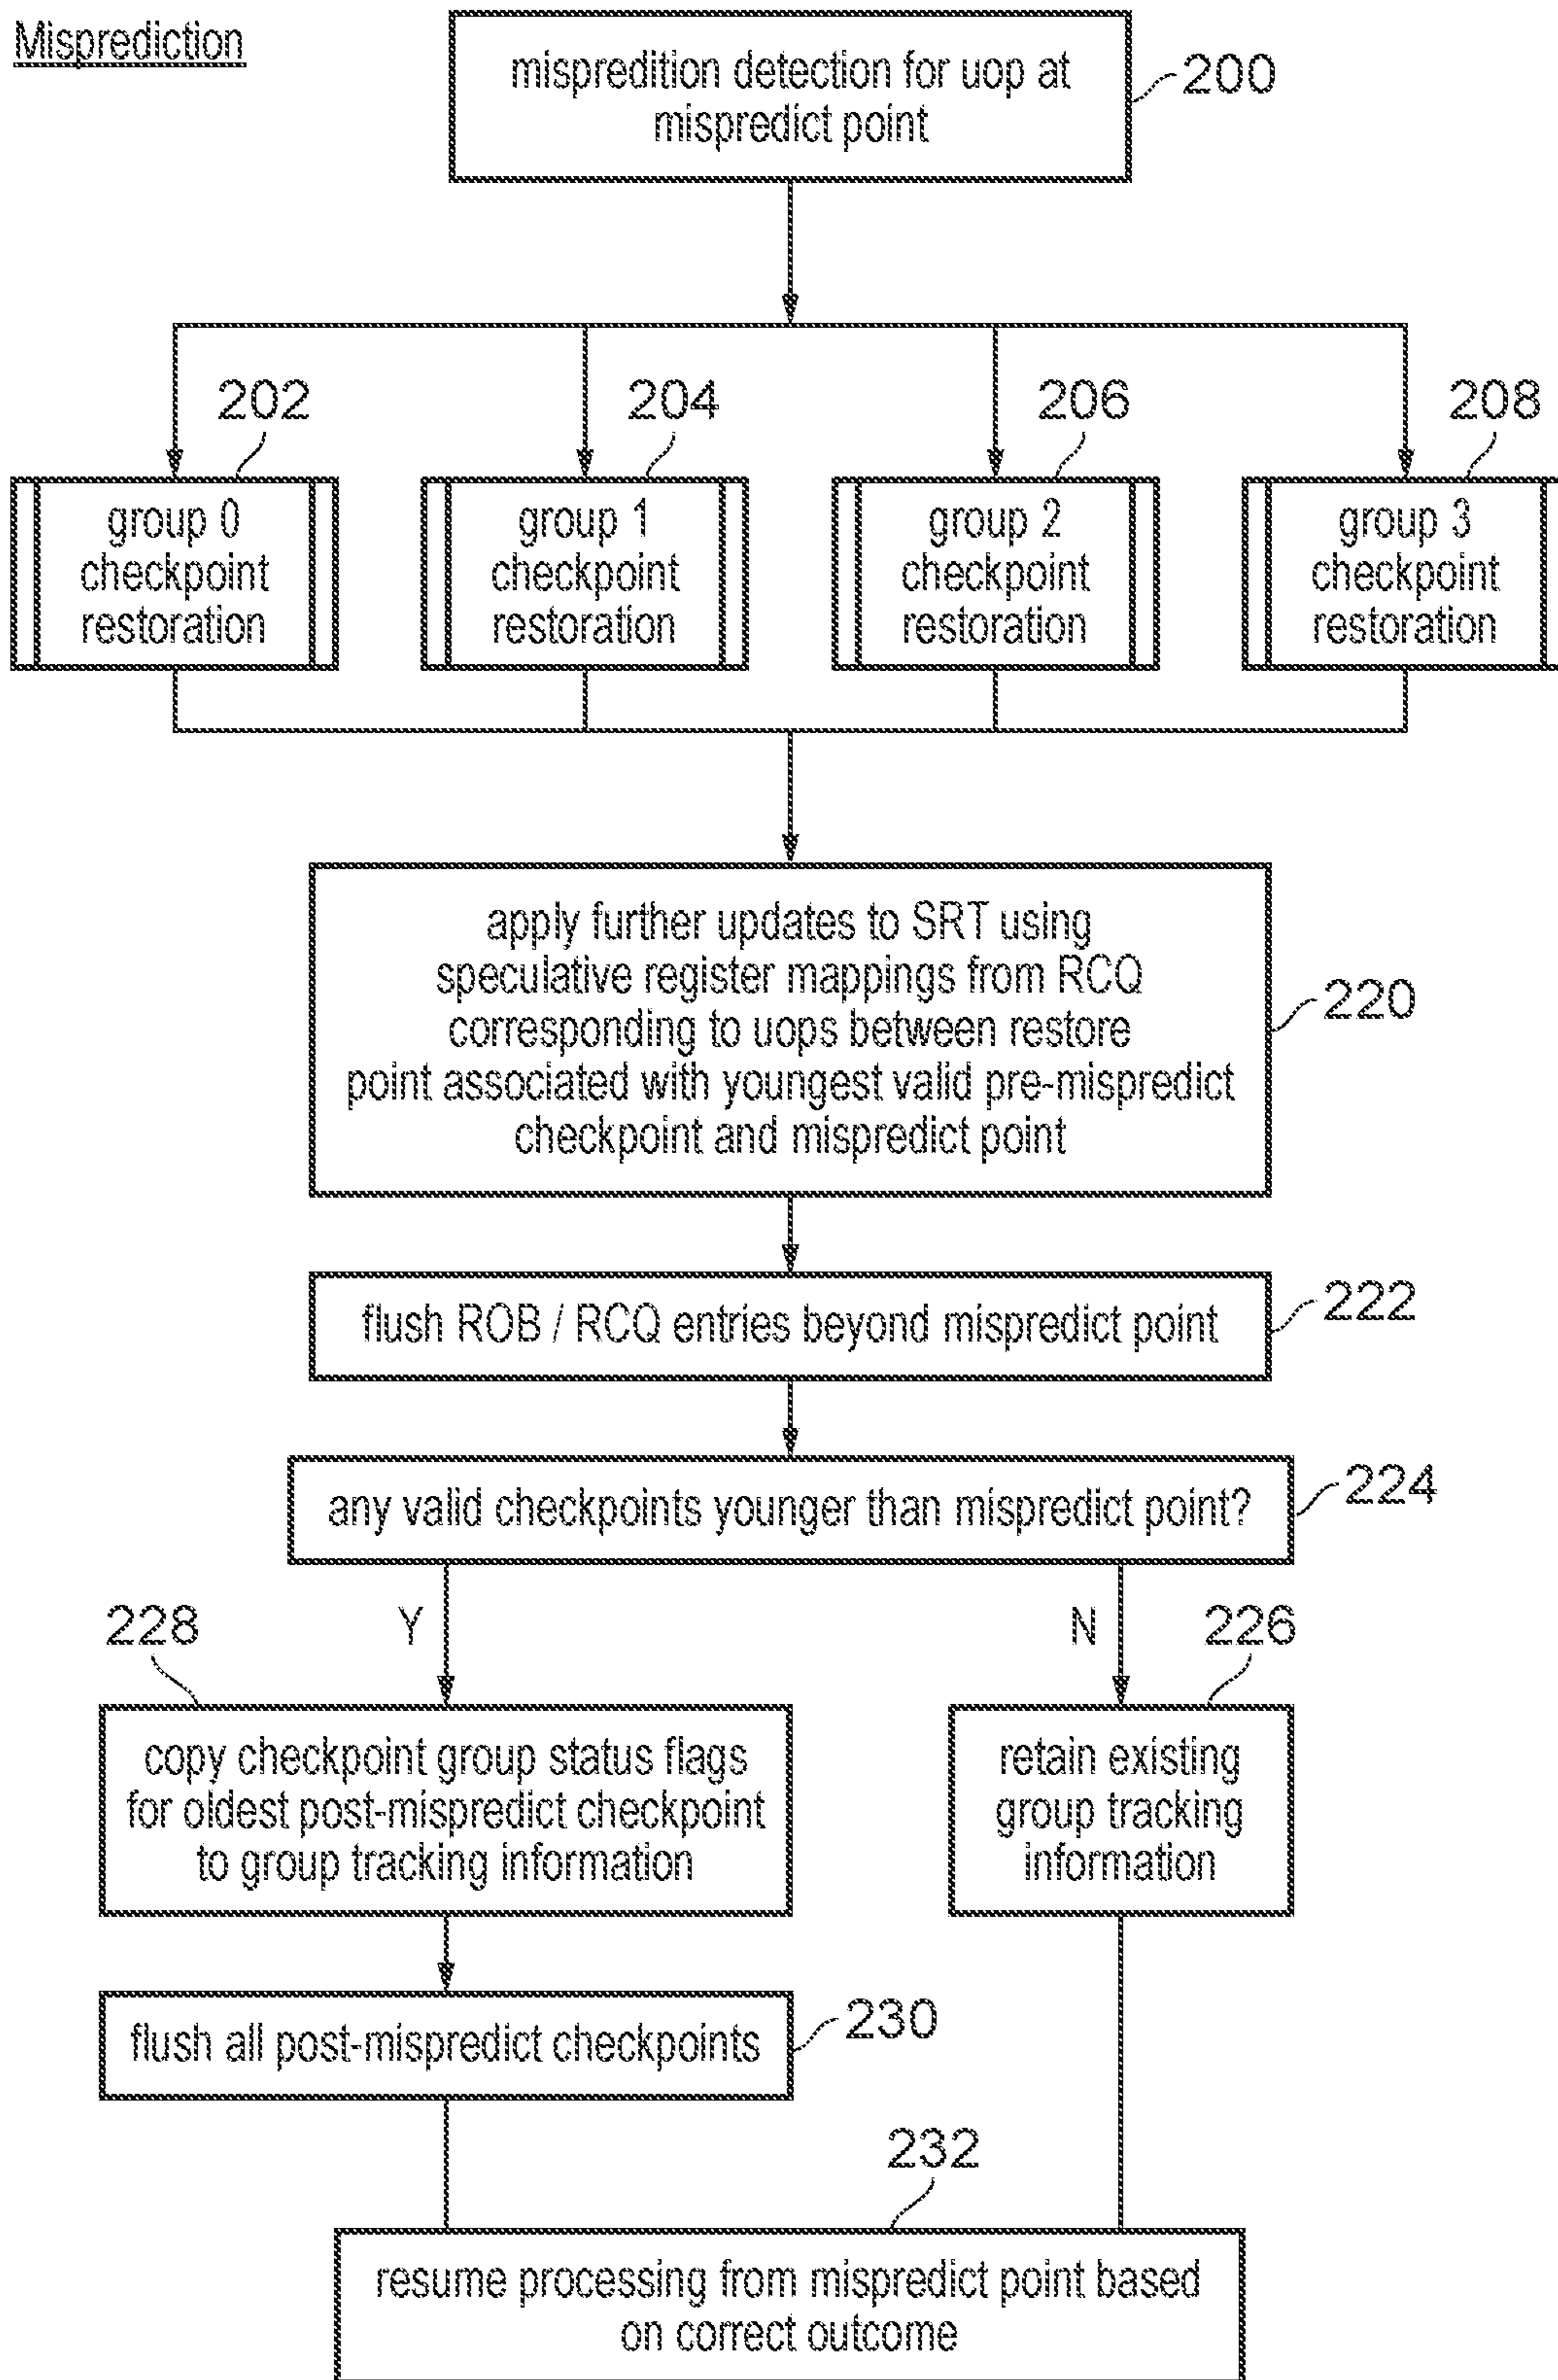 Misprediction
mispredition detection for uop at
mispredict point
200
202
204
206
208
group 0
checkpoint
restoration
group 1
checkpoint
restoration
group 2
checkpoint
restoration
group 3
checkpoint
restoration
apply further updates to SRT using
speculative register mappings from RCQ
corresponding to uops between restore
point associated with youngest valid pre-mispredict
checkpoint and mispredict point
220
flush ROB / RCQ entries beyond mispredict point
222
any valid checkpoints younger than mispredict point?
224
228
Y
N
226
copy checkpoint group status flags
for oldest post-mispredict checkpoint
to group tracking information
retain existing
group tracking
information
flush all post-mispredict checkpoints
230
232
resume processing from mispredict point based
on correct outcome